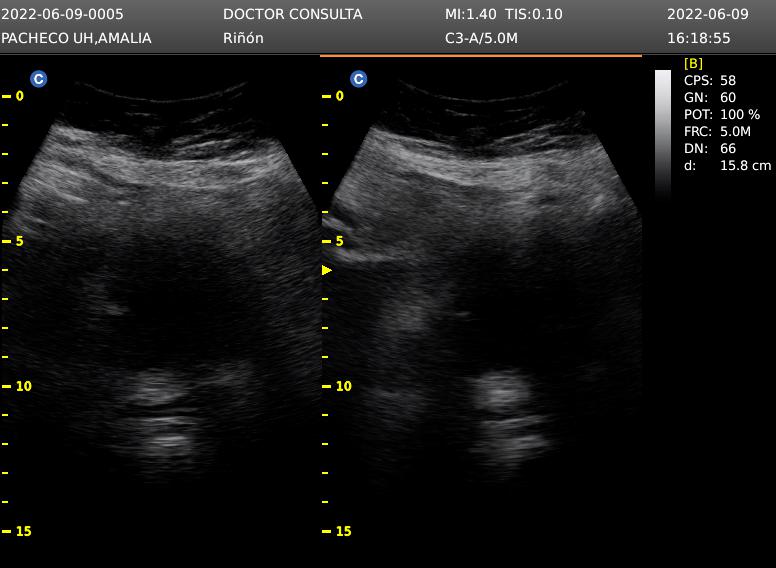 2022-06-09-0005 DOCTOR CONSULTA MI:1.40 TIS:0.10 2022-06-09
PACHECO UH,AMALIA Riñón C3-A/5.0M 16:18:55
C C
[B]
CPS: 58
GN: 60
POT: 100 %
FRC: 5.0M
DN: 66
d: 15.8 cm
0 0
5 5
10 10
15 15